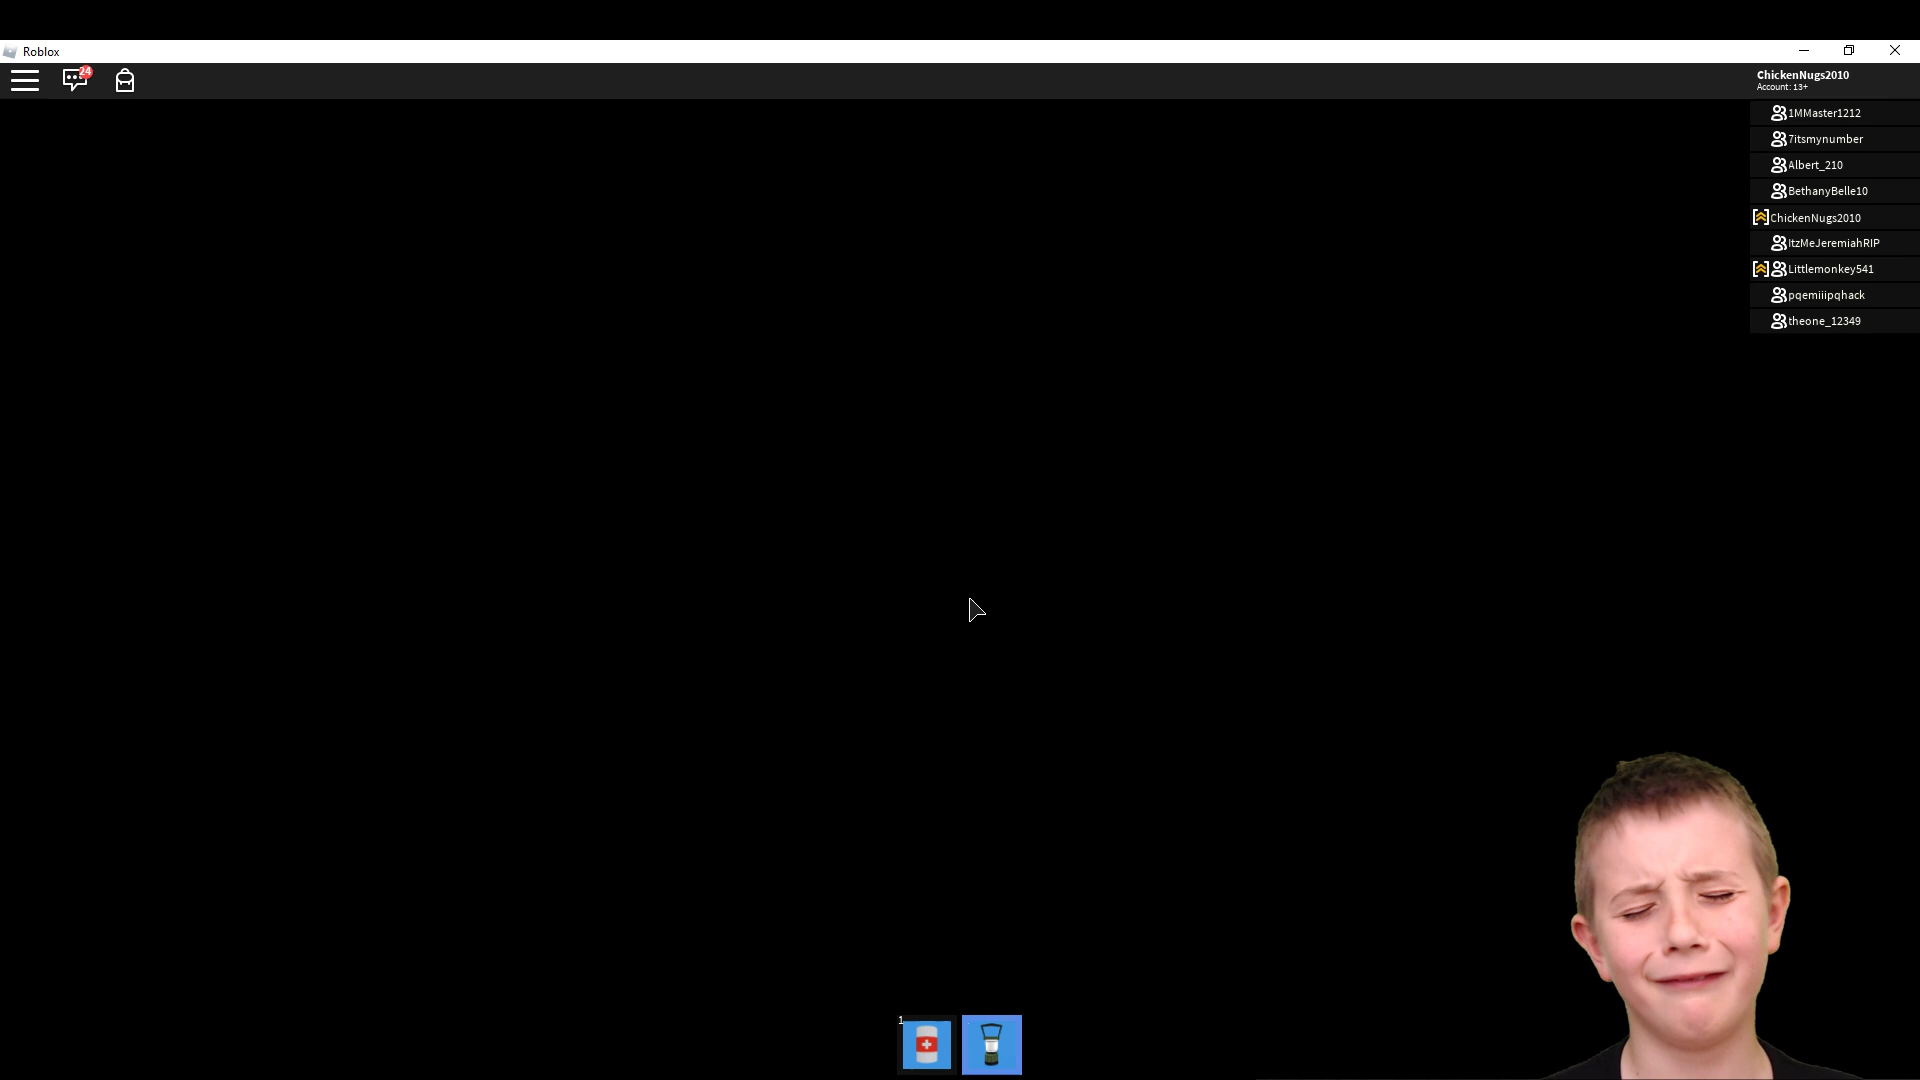 Roblox
24
ChickenNugs2010
Account: 13+
1MMaster1212
7itsmynumber
Albert_210
BethanyBelle10
ChickenNugs2010
ItzMeJeremiahRIP
Littlemonkey541
pqemiiipqhack
theone_12349
1